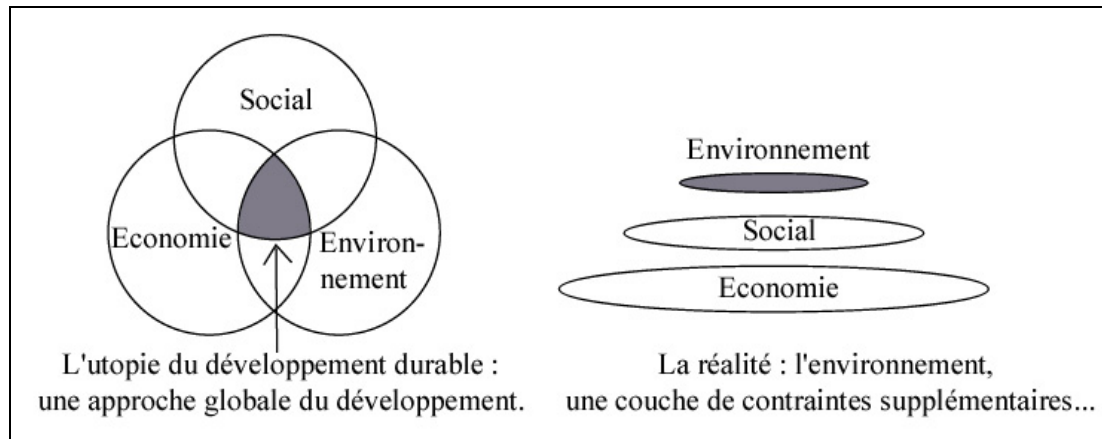 Social
Economie
Environ-
nement
L'utopie du développement durable :
une approche globale du développement.
Environnement
Social
Economie
La réalité : l'environnement,
une couche de contraintes supplémentaires...